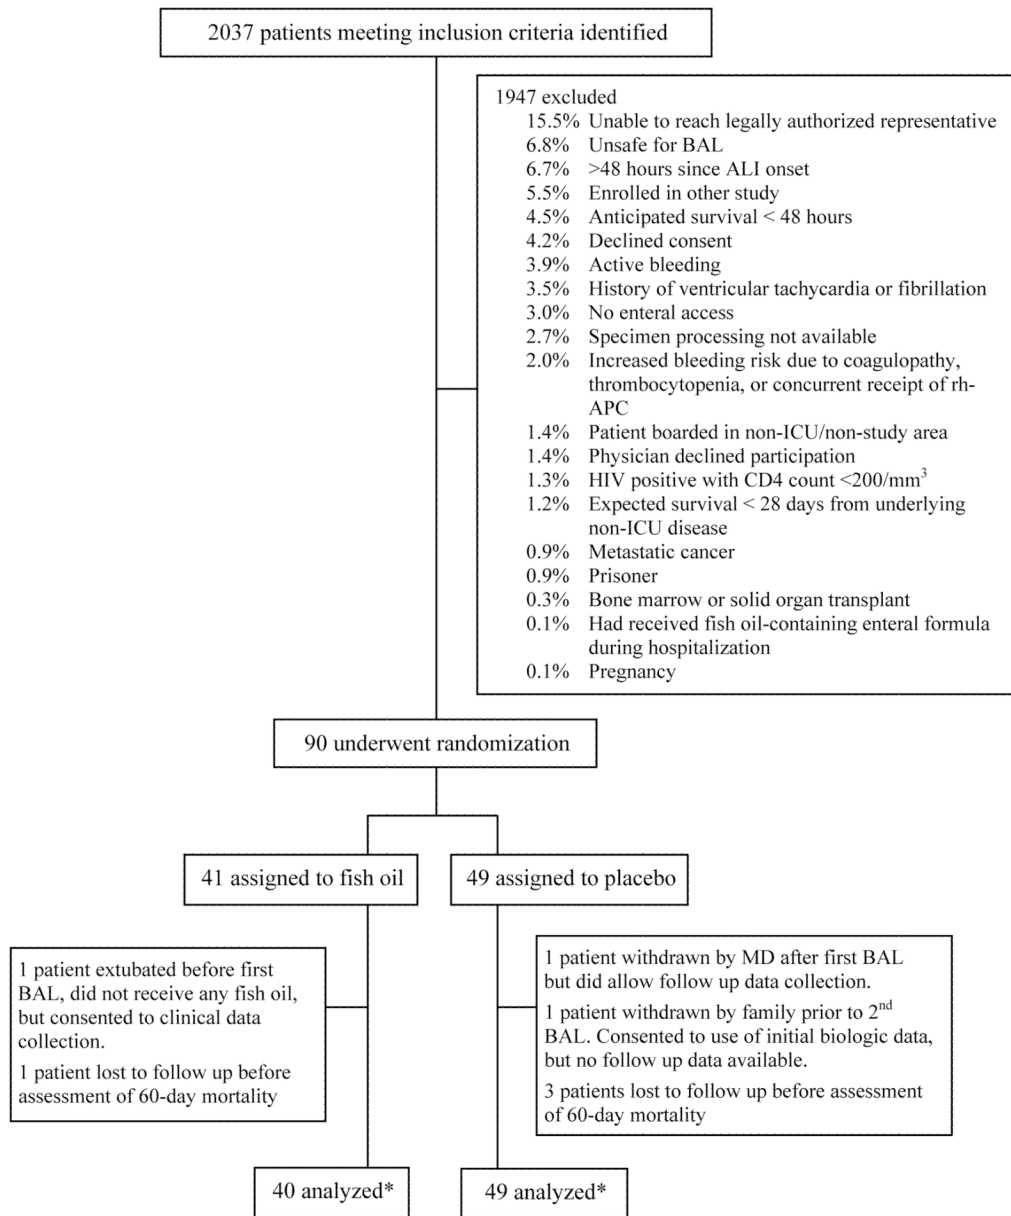 2037 patients meeting inclusion criteria identified
1947 excluded
15.5% Unable to reach legally authorized representative
6.8% Unsafe for BAL
6.7% >48 hours since ALI onset
5.5% Enrolled in other study
4.5% Anticipated survival < 48 hours
4.2% Declined consent
3.9% Active bleeding
3.5% History of ventricular tachycardia or fibrillation
3.0% No enteral access
2.7% Specimen processing not available
2.0% Increased bleeding risk due to coagulopathy,
thrombocytopenia, or concurrent receipt of rh-
APC
1.4% Patient boarded in non-ICU/non-study area
1.4% Physician declined participation
1.3% HIV positive with CD4 count <200/mm³
1.2% Expected survival < 28 days from underlying
non-ICU disease
0.9% Metastatic cancer
0.9% Prisoner
0.3% Bone marrow or solid organ transplant
0.1% Had received fish oil-containing enteral formula
during hospitalization
0.1% Pregnancy
90 underwent randomization
41 assigned to fish oil
49 assigned to placebo
1 patient extubated before first
BAL, did not receive any fish oil,
but consented to clinical data
collection.
1 patient lost to follow up before
assessment of 60-day mortality
1 patient withdrawn by MD after first BAL
but did allow follow up data collection.
1 patient withdrawn by family prior to 2nd
BAL. Consented to use of initial biologic data,
but no follow up data available.
3 patients lost to follow up before assessment
of 60-day mortality
40 analyzed*
49 analyzed*